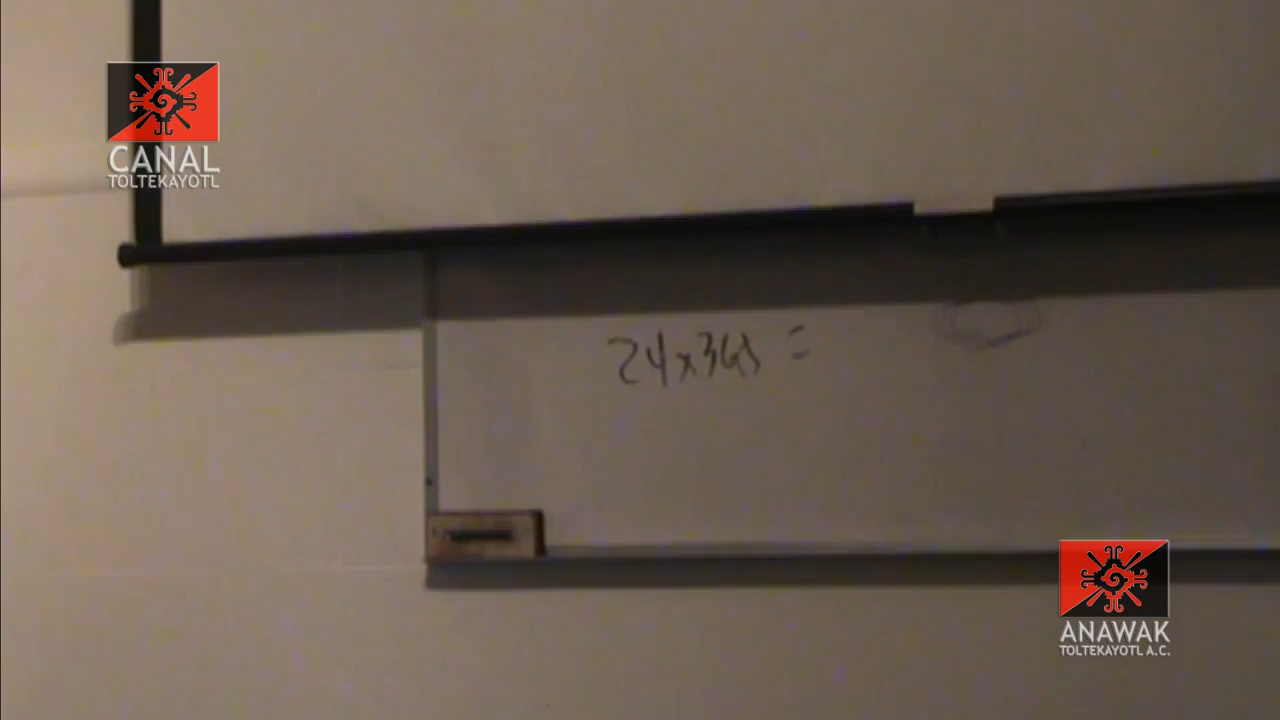 CANAL
TOLTEKAYOTL
24x365 =
ANAWAK
TOLTEKAYOTL A.C.